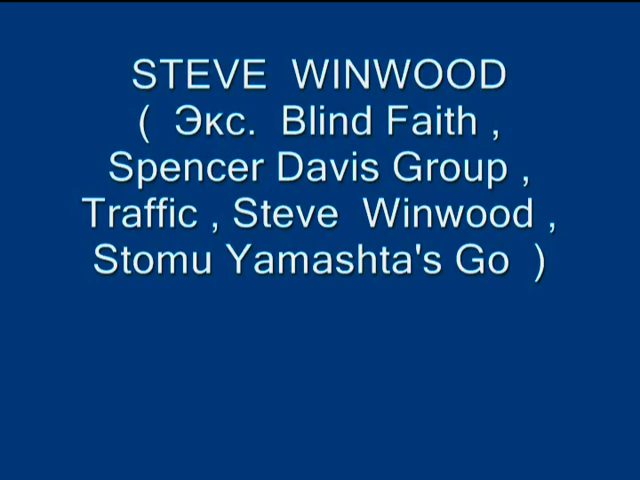 STEVE  WINWOOD
(  Экс.  Blind Faith ,
Spencer Davis Group ,
Traffic , Steve  Winwood ,
Stomu Yamashta's Go  )